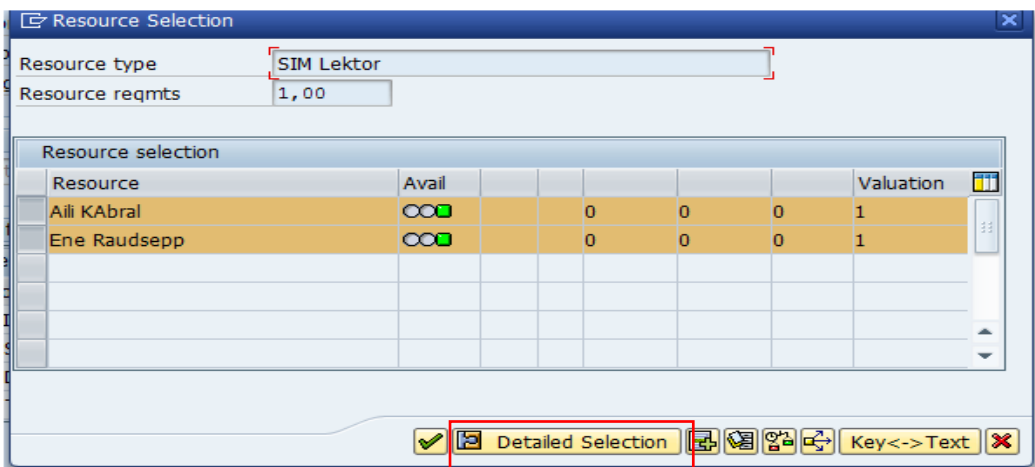 Resource Selection
Resource type SIM Lektor
Resource reqmts 1,00
Resource selection
Resource Avail Valuation
Aili KAbral 0 0 0 1
Ene Raudsepp 0 0 0 1
Detailed Selection Key<->Text